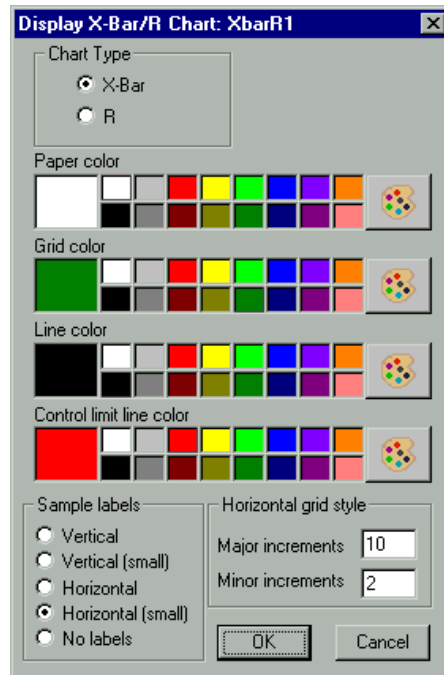 Display X-Bar/R Chart: XbarR1
Chart Type
X-Bar
R
Paper color
Grid color
Line color
Control limit line color
Sample labels
Vertical
Vertical (small)
Horizontal
Horizontal (small)
No labels
Horizontal grid style
Major increments 10
Minor increments 2
OK Cancel